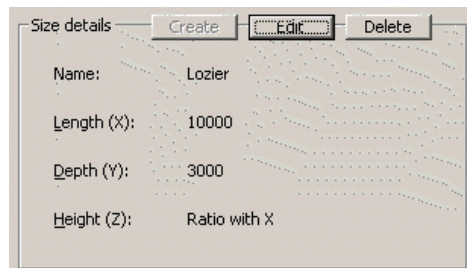 Size details Create Edit Delete
Name: Lozier
Length (X): 10000
Depth (Y): 3000
Height (Z): Ratio with X